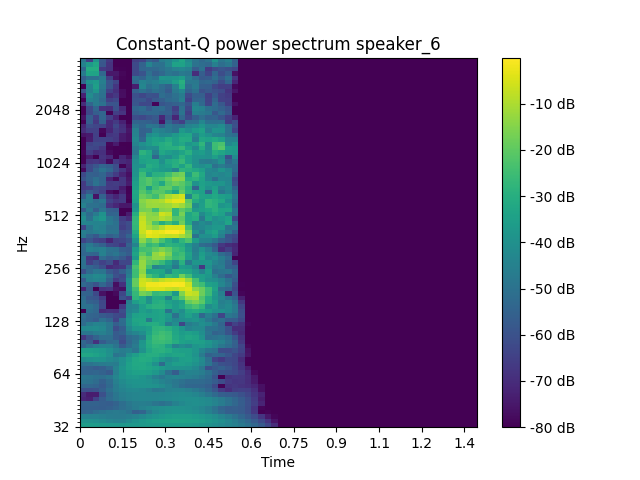 Constant-Q power spectrum speaker_6
Hz
2048
1024
512
256
128
64
32
0 0.15 0.3 0.45 0.6 0.75 0.9 1.1 1.2 1.4
Time
-10 dB
-20 dB
-30 dB
-40 dB
-50 dB
-60 dB
-70 dB
-80 dB